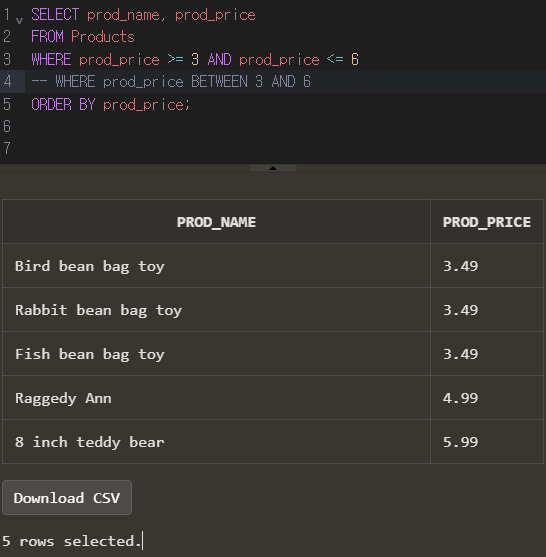 1 SELECT prod_name, prod_price
2 FROM Products
3 WHERE prod_price >= 3 AND prod_price <= 6
4 -- WHERE prod_price BETWEEN 3 AND 6
5 ORDER BY prod_price;
6
7
PROD_NAME PROD_PRICE
Bird bean bag toy 3.49
Rabbit bean bag toy 3.49
Fish bean bag toy 3.49
Raggedy Ann 4.99
8 inch teddy bear 5.99
Download CSV
5 rows selected.